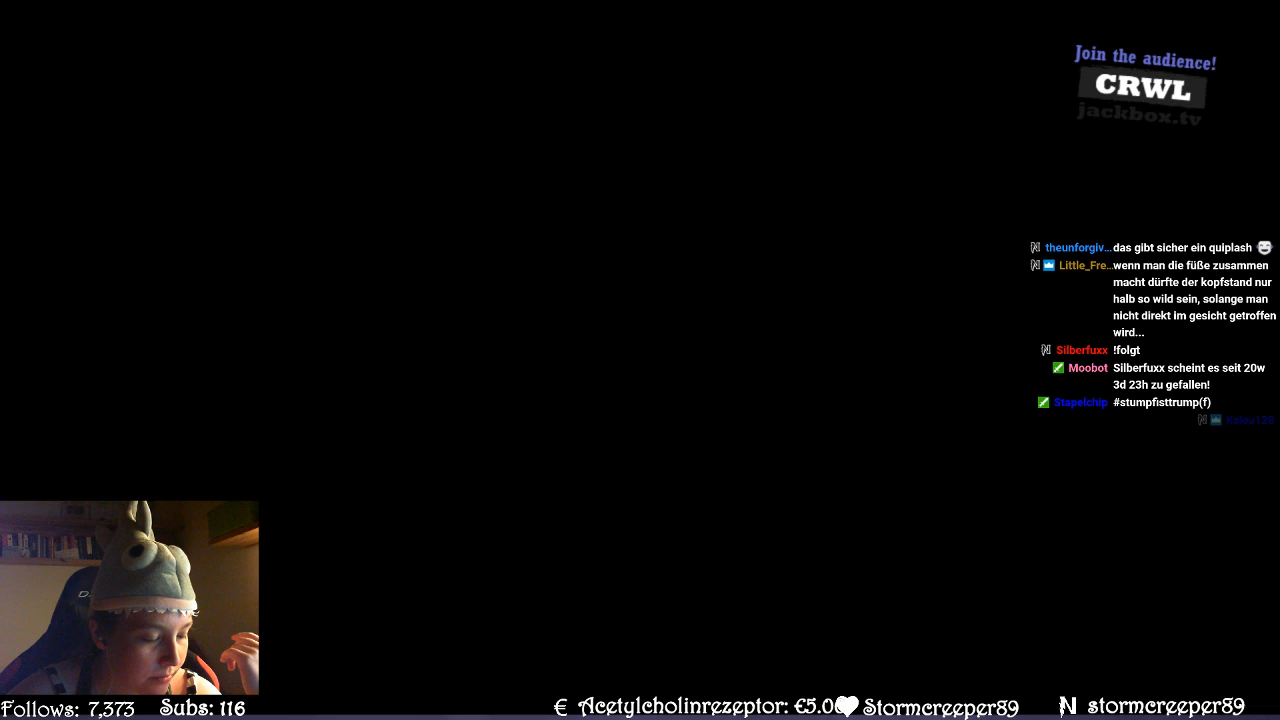 Join the audience!
CRWL
jackbox.tv
theunforgiv... das gibt sicher ein quiplash
Little_Fre... wenn man die füße zusammen
macht dürfte der kopfstand nur
halb so wild sein, solange man
nicht direkt im gesicht getroffen
wird...
Silberfuxx !folgt
Moobot Silberfuxx scheint es seit 20w
3d 23h zu gefallen!
Stapelchip #stumpfisttrump(f)
Follows: 7,373 Subs: 116 € Acetylcholinrezeptor: €5.0 Stormcreeper89 N stormcreeper89